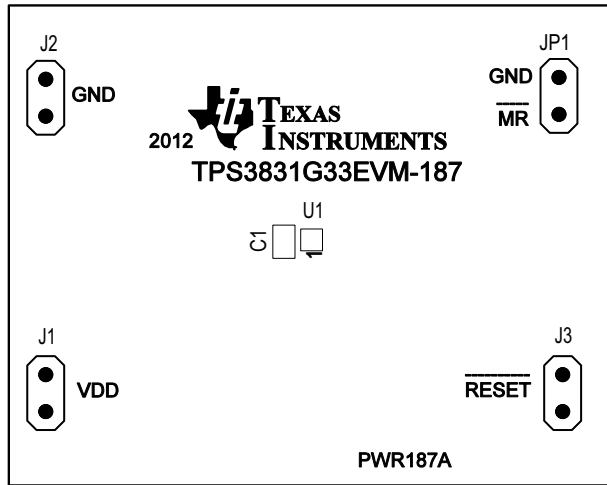 J2
JP1
GND
GND
MR
2012
TEXAS
INSTRUMENTS
TPS3831G33EVM-187
U1
C1
1
J1
J3
VDD
RESET
PWR187A